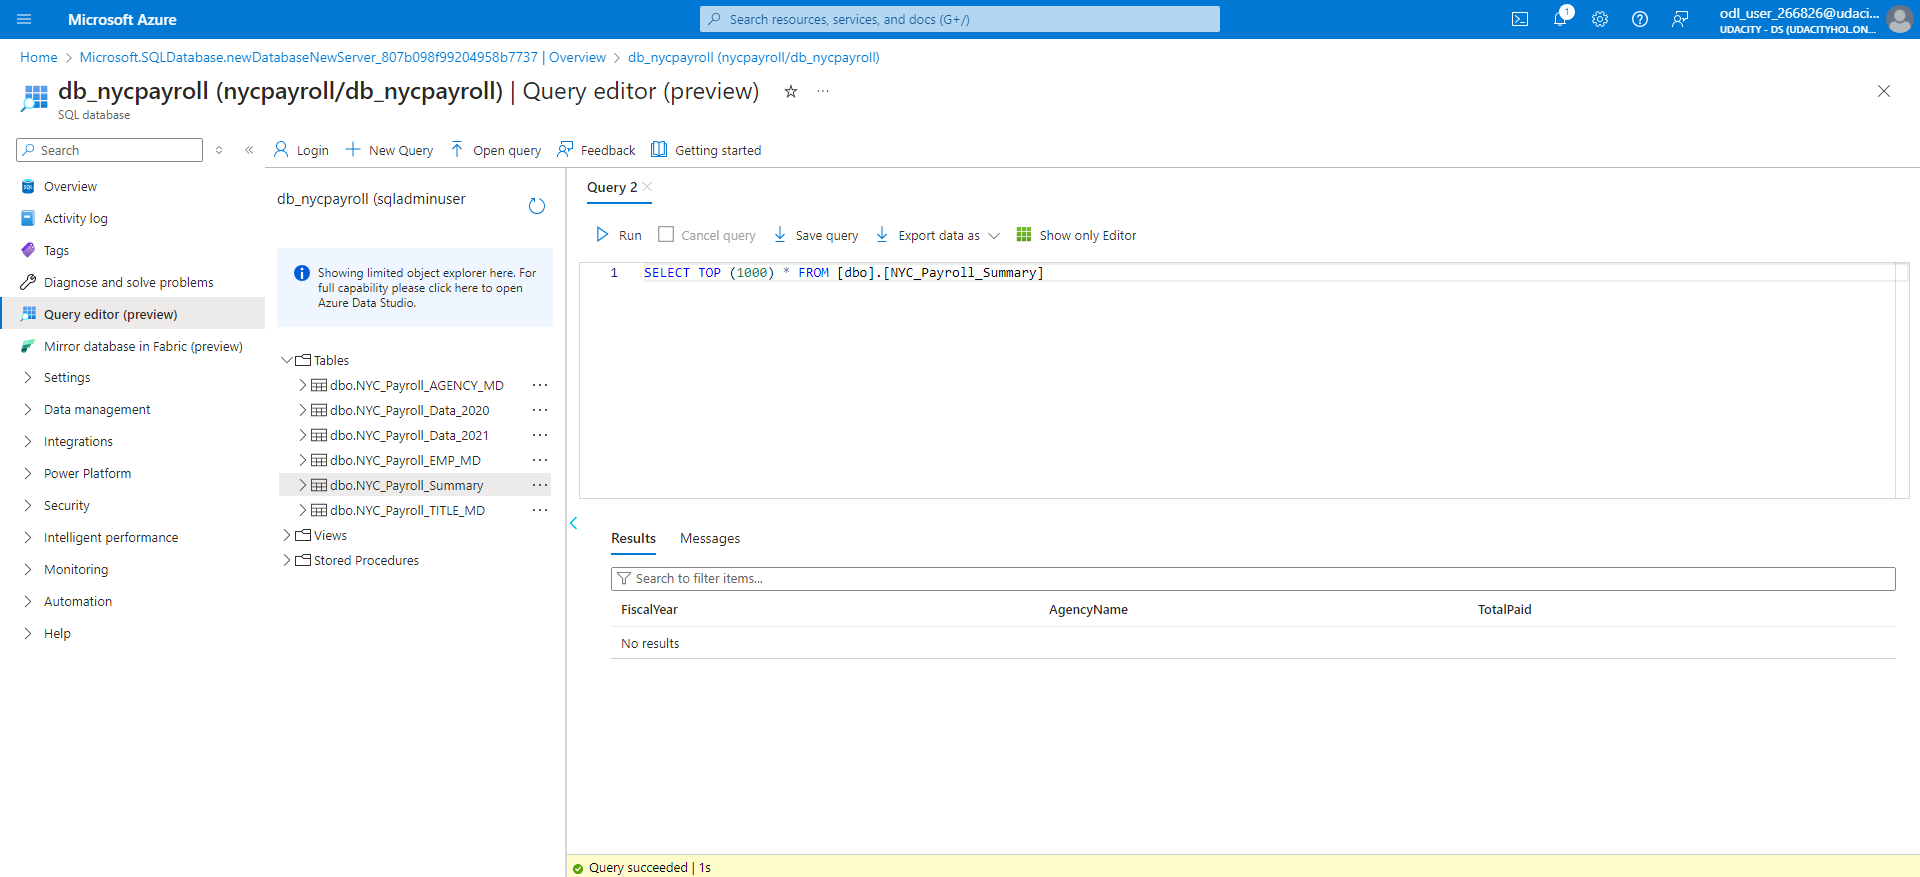 Microsoft Azure
Search resources, services, and docs (G+/)
1
odl_user_266826@udaci...
UDACITY - DS (UDACITYHOL.ON...
Home > Microsoft.SQLDatabase.newDatabaseNewServer_807b098f99204958b7737 | Overview > db_nycpayroll (nycpayroll/db_nycpayroll)
db_nycpayroll (nycpayroll/db_nycpayroll) | Query editor (preview)
SQL database
Search
Overview
Activity log
Tags
Diagnose and solve problems
Query editor (preview)
Mirror database in Fabric (preview)
Settings
Data management
Integrations
Power Platform
Security
Intelligent performance
Monitoring
Automation
Help
Login
New Query
Open query
Feedback
Getting started
db_nycpayroll (sqladminuser
Showing limited object explorer here. For
full capability please click here to open
Azure Data Studio.
Tables
dbo.NYC_Payroll_AGENCY_MD
dbo.NYC_Payroll_Data_2020
dbo.NYC_Payroll_Data_2021
dbo.NYC_Payroll_EMP_MD
dbo.NYC_Payroll_Summary
dbo.NYC_Payroll_TITLE_MD
Views
Stored Procedures
Query 2
Run
Cancel query
Save query
Export data as
Show only Editor
1 SELECT TOP (1000) * FROM [dbo].[NYC_Payroll_Summary]
Results
Messages
Search to filter items...
FiscalYear AgencyName TotalPaid
No results
Query succeeded | 1s